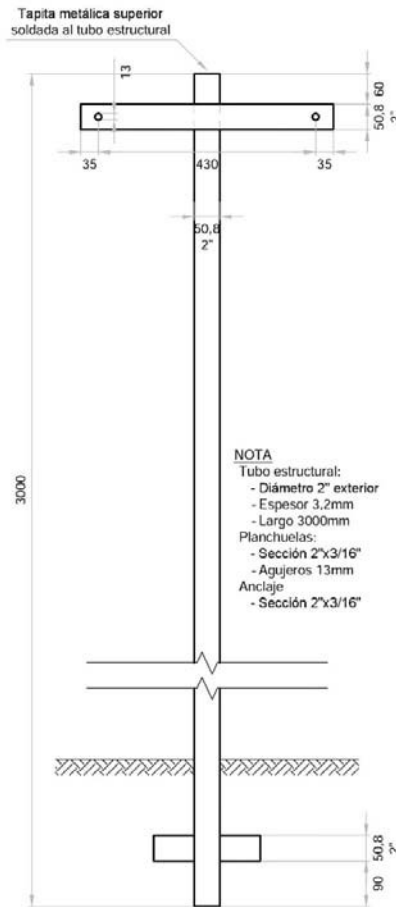 Tapita metálica superior
soldada al tubo estructural
13
60
50,8
2"
35
430
35
50,8
2"
3000
NOTA
Tubo estructural:
- Diámetro 2" exterior
- Espesor 3,2mm
- Largo 3000mm
Planchuelas:
- Sección 2"x3/16"
- Agujeros 13mm
Anclaje
- Sección 2"x3/16"
50,8
2"
90